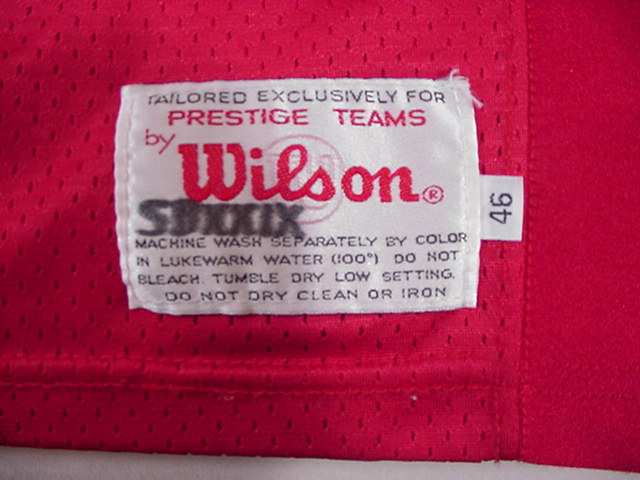 TAILORED EXCLUSIVELY FOR
PRESTIGE TEAMS
by
Wilson®
SBXXIX
MACHINE WASH SEPARATELY BY COLOR
IN LUKEWARM WATER (100°) DO NOT
BLEACH. TUMBLE DRY LOW SETTING.
DO NOT DRY CLEAN OR IRON
46